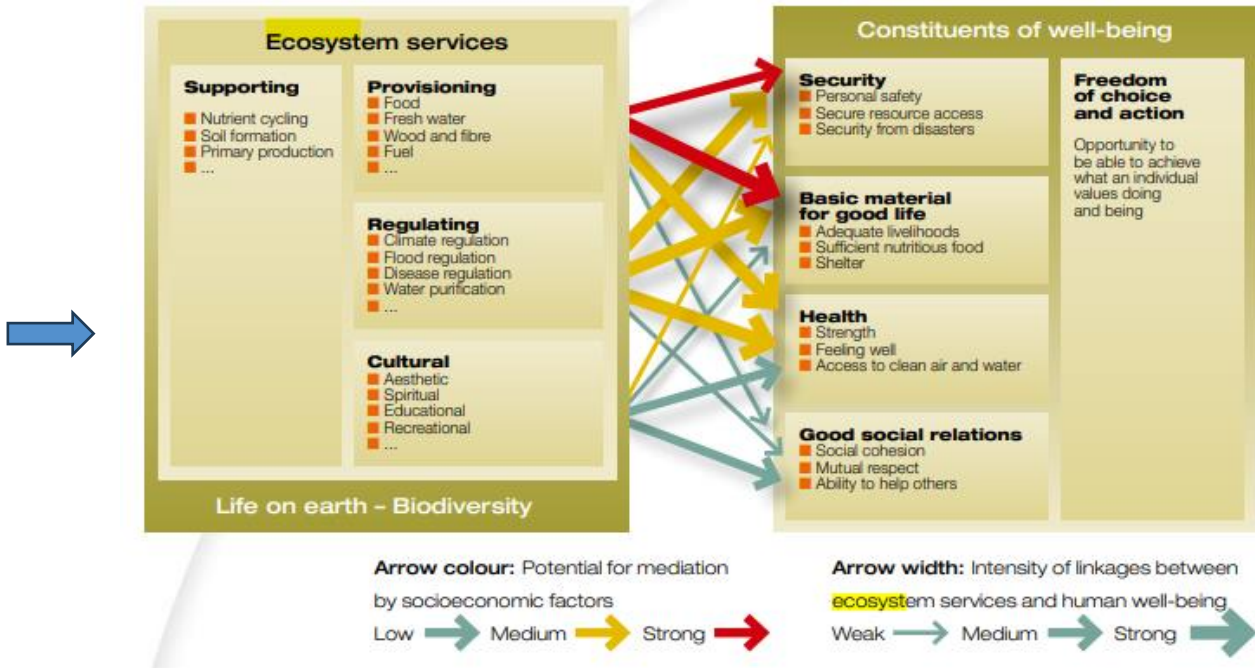 Ecosystem services
Supporting
Nutrient cycling
Soil formation
Primary production
...
Provisioning
Food
Fresh water
Wood and fibre
Fuel
...
Regulating
Climate regulation
Flood regulation
Disease regulation
Water purification
...
Cultural
Aesthetic
Spiritual
Educational
Recreational
...
Life on earth – Biodiversity
Constituents of well-being
Security
Personal safety
Secure resource access
Security from disasters
Basic material
for good life
Adequate livelihoods
Sufficient nutritious food
Shelter
Health
Strength
Feeling well
Access to clean air and water
Good social relations
Social cohesion
Mutual respect
Ability to help others
Freedom
of choice
and action
Opportunity to
be able to achieve
what an individual
values doing
and being
Arrow colour: Potential for mediation
by socioeconomic factors
Low Medium Strong
Arrow width: Intensity of linkages between
ecosystem services and human well-being
Weak Medium Strong